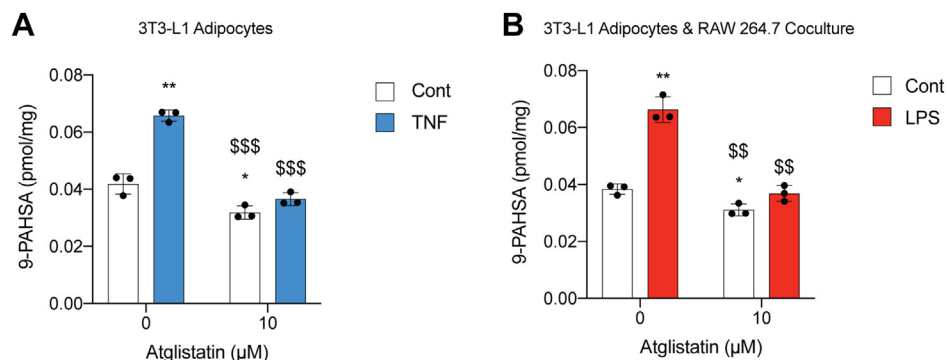 A
3T3-L1 Adipocytes
9-PAHSA (pmol/mg)
0.08
0.06
0.04
0.02
0.00
**
$$$
*
$$$
Cont
TNF
0
10
Atglistatin (µM)
B
3T3-L1 Adipocytes & RAW 264.7 Coculture
9-PAHSA (pmol/mg)
0.08
0.06
0.04
0.02
0.00
**
$$
*
$$
Cont
LPS
0
10
Atglistatin (µM)